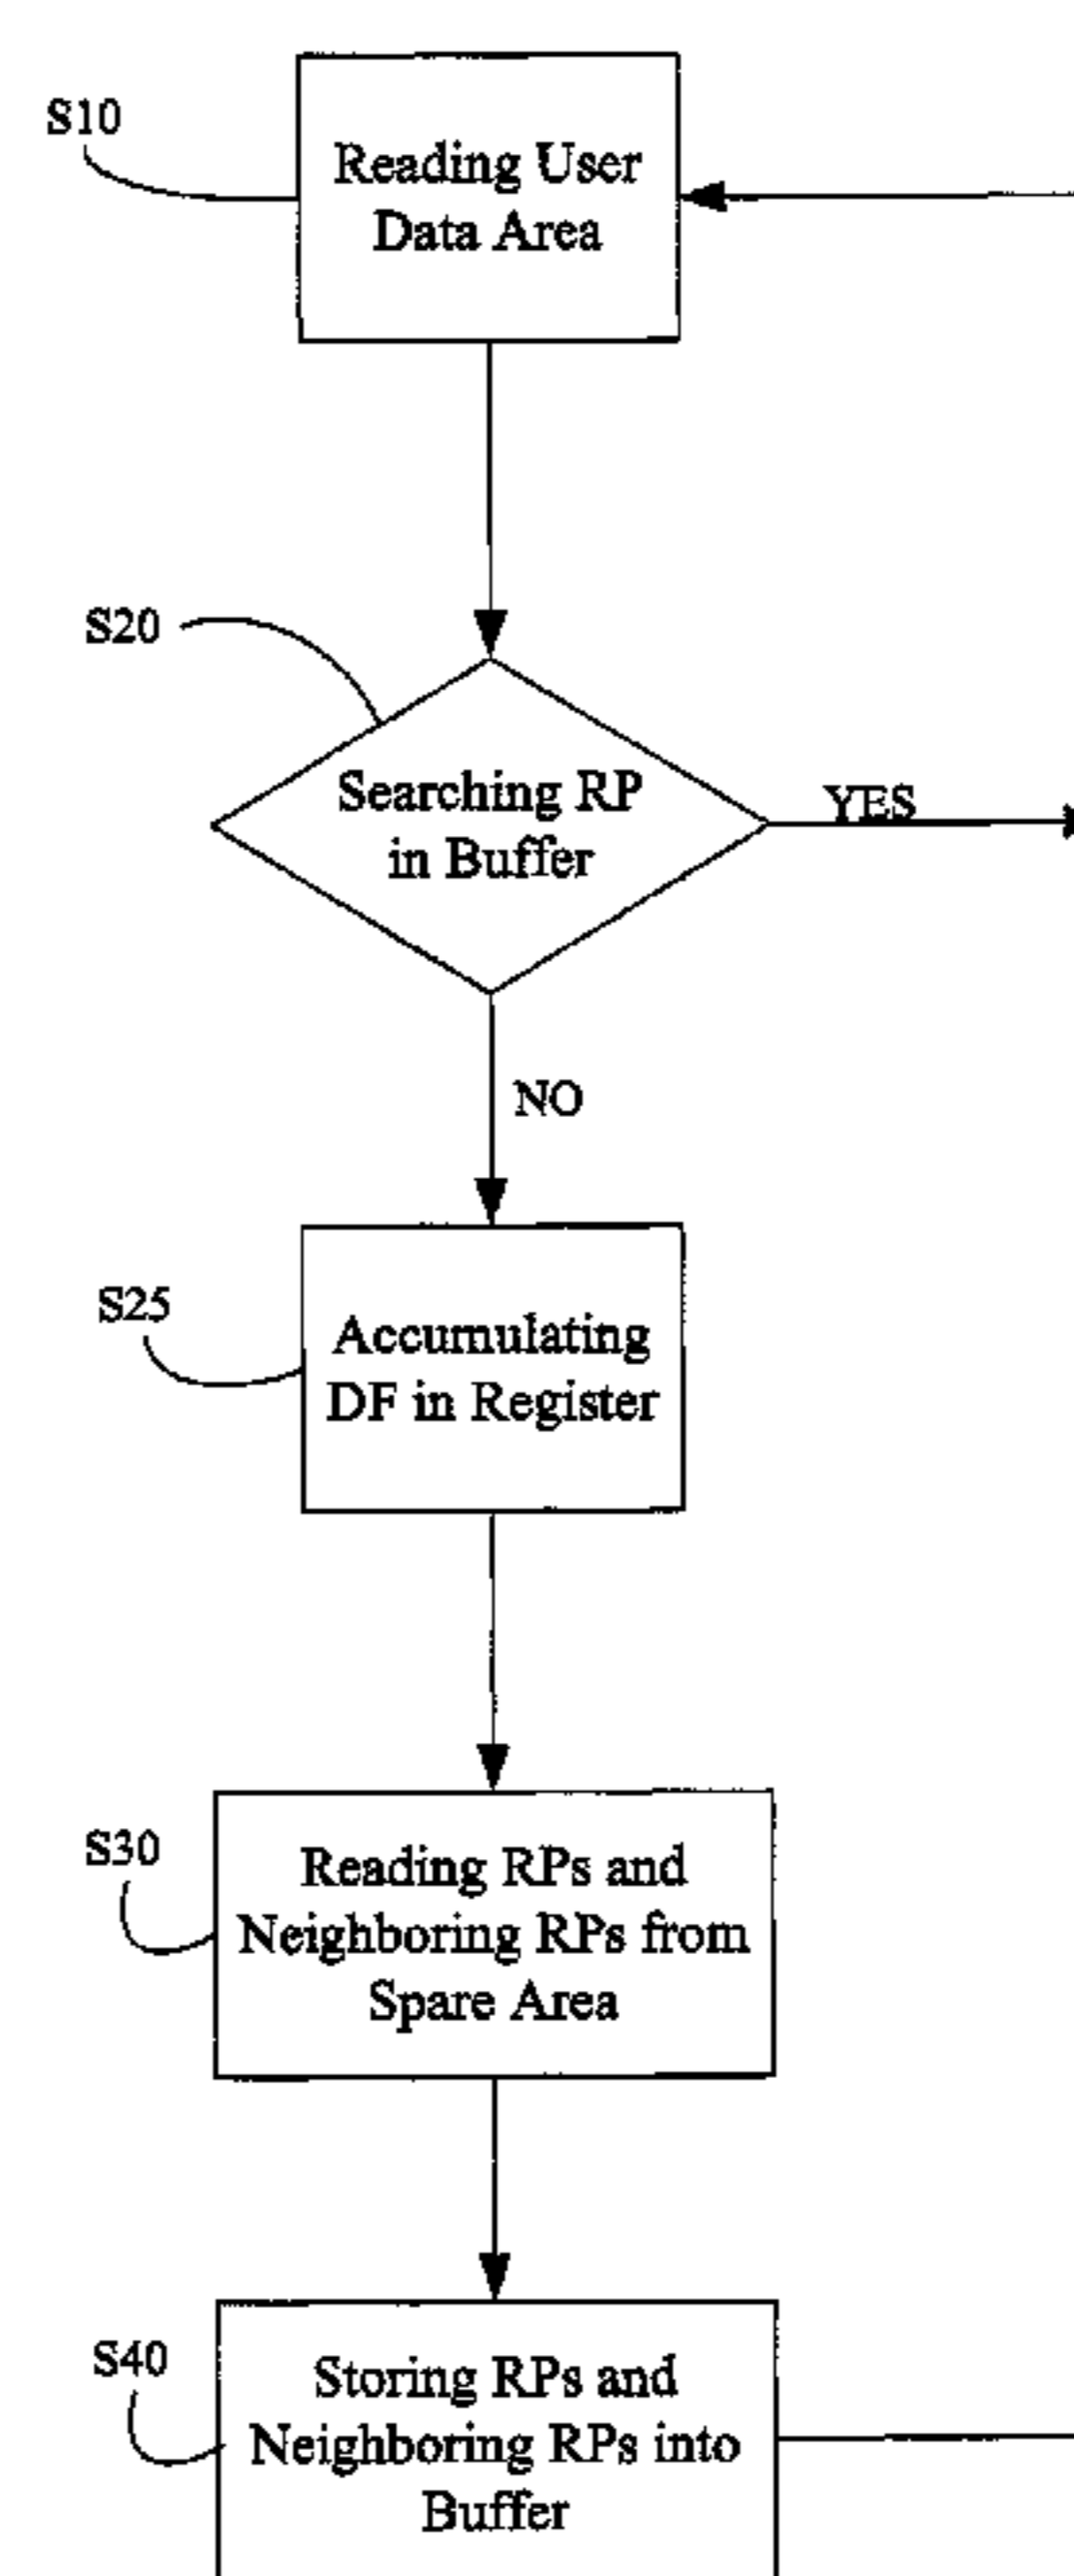 S10
Reading User
Data Area
S20
Searching RP
in Buffer
YES
NO
S25
Accumulating
DF in Register
S30
Reading RPs and
Neighboring RPs from
Spare Area
S40
Storing RPs and
Neighboring RPs into
Buffer